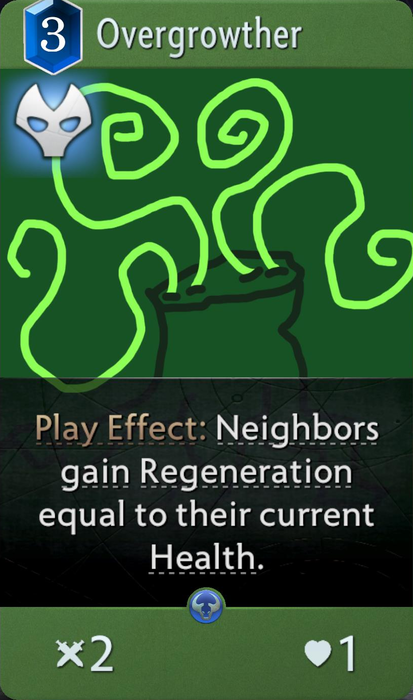 3 Overgrowther
Play Effect: Neighbors
gain Regeneration
equal to their current
Health.
2 1